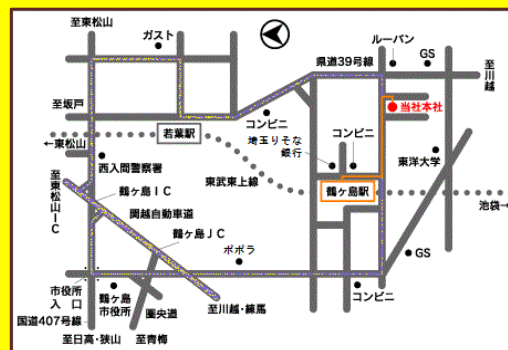 至東松山
ガスト
ルーバン
GS
県道39号線
至川越
至坂戸
コンビニ
当社本社
若葉駅
埼玉りそな
銀行
コンビニ
←東松山
西入間警察署
東洋大学
至東松山IC
鶴ヶ島IC
東武東上線
鶴ヶ島駅
関越自動車道
池袋→
鶴ヶ島JC
ポポラ
GS
市役所
入口
鶴ヶ島
市役所
圏央道
至川越・練馬
コンビニ
国道407号線
至日高・狭山
至青梅